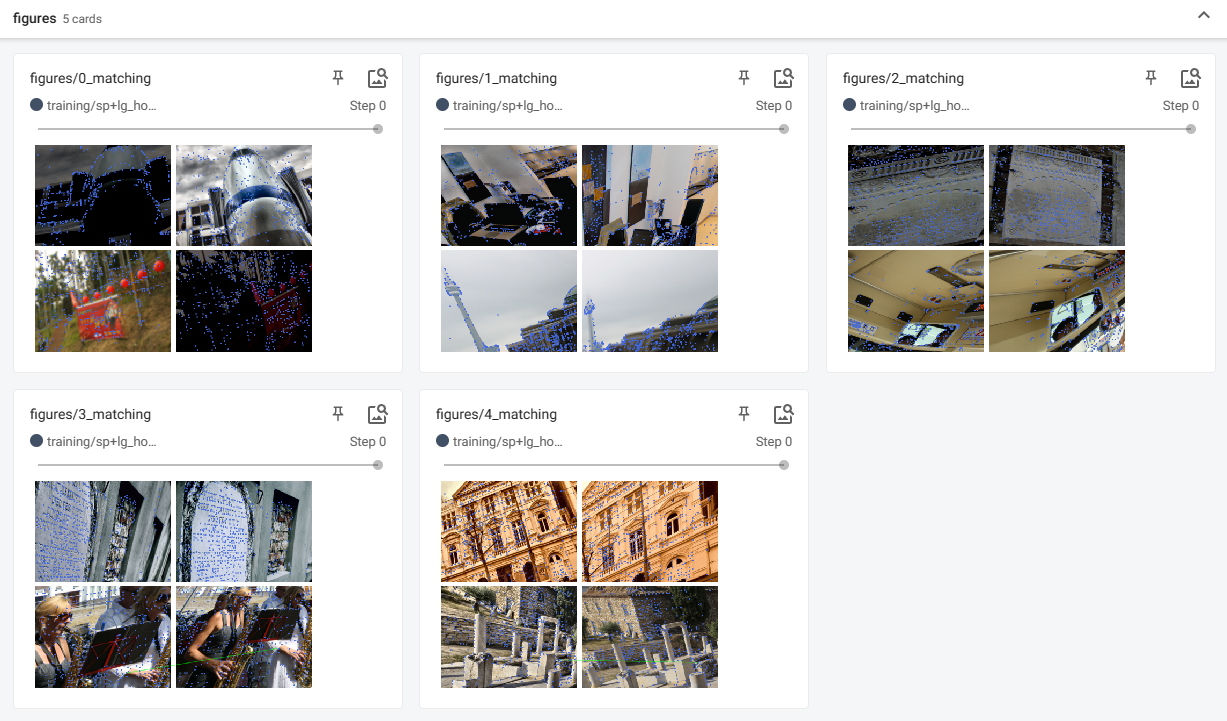 figures 5 cards
figures/0_matching
training/sp+lg_ho... Step 0
figures/1_matching
training/sp+lg_ho... Step 0
figures/2_matching
training/sp+lg_ho... Step 0
figures/3_matching
training/sp+lg_ho... Step 0
figures/4_matching
training/sp+lg_ho... Step 0